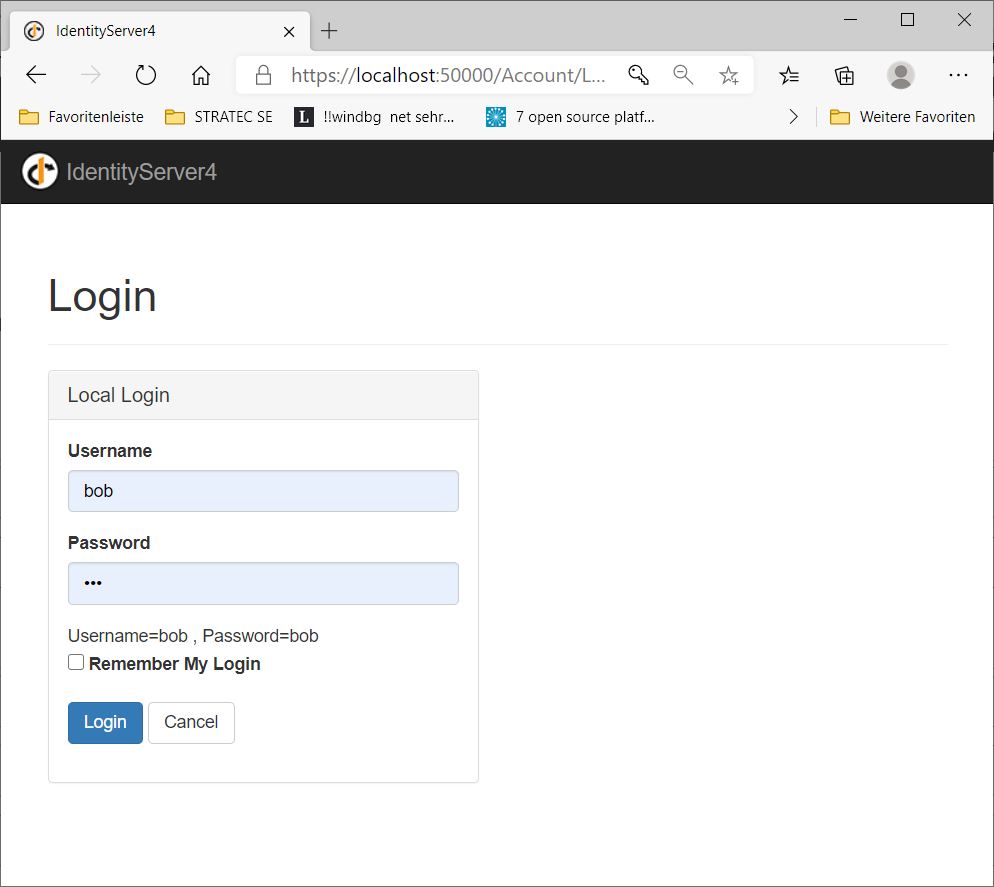 IdentityServer4
https://localhost:50000/Account/L...
Favoritenleiste STRATEC SE L !!windbg net sehr... 7 open source platf... Weitere Favoriten
IdentityServer4
Login
Local Login
Username
bob
Password
•••
Username=bob , Password=bob
Remember My Login
Login Cancel